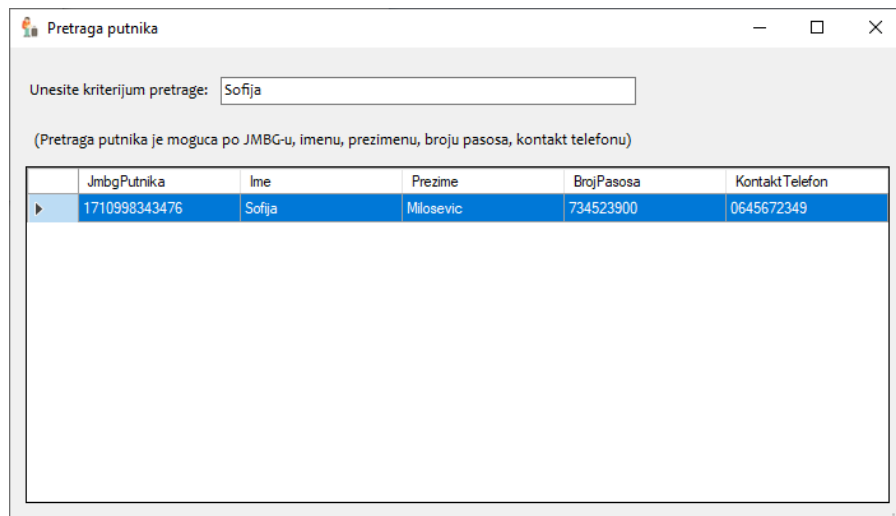 Pretraga putnika
Unesite kriterijum pretrage: Sofija
(Pretraga putnika je moguca po JMBG-u, imenu, prezimenu, broju pasosa, kontakt telefonu)
JmbgPutnika Ime Prezime BrojPasosa KontaktTelefon
1710998343476 Sofija Milosevic 734523900 0645672349